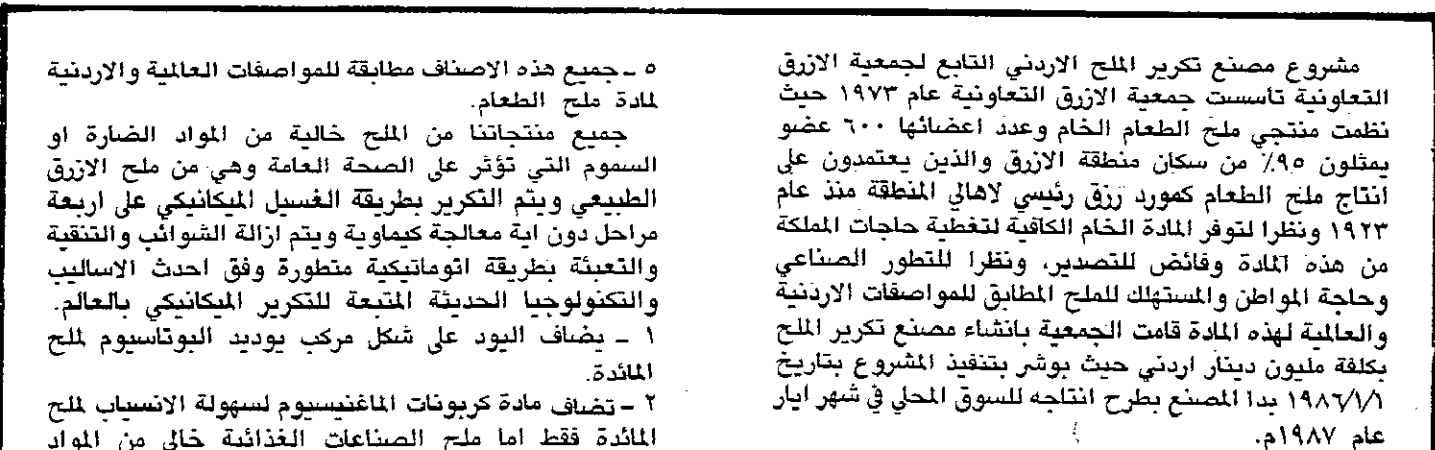 مشروع مصنع تكرير الملح الاردني التابع لجمعية الازرق
التعاونية تأسست جمعية الازرق التعاونية عام ١٩٧٣ حيث
نظمت منتجي ملح الطعام الخام وعدد اعضائها ٦٠٠ عضو
يمثلون ٩٥٪ من سكان منطقة الازرق والذين يعتمدون على
انتاج ملح الطعام كمورد رزق رئيسي لاهالي المنطقة منذ عام
١٩٢٣ ونظرا لتوفر المادة الخام الكافية لتغطية حاجات المملكة
من هذه المادة وفائض للتصدير، ونظرا للتطور الصناعي
وحاجة المواطن والمستهلك للملح المطابق للمواصفات الاردنية
والعالمية لهذه المادة قامت الجمعية بانشاء مصنع تكرير الملح
بكلفة مليون دينار اردني حيث بوشر بتنفيذ المشروع بتاريخ
١٩٨٦/١/١ بدا المصنع بطرح انتاجه للسوق المحلي في شهر ايار
عام ١٩٨٧م.
٥ ـ جميع هذه الاصناف مطابقة للمواصفات العالمية والاردنية
لمادة ملح الطعام.
جميع منتجاتنا من الملح خالية من المواد الضارة او
السموم التي تؤثر على الصحة العامة وهي من ملح الازرق
الطبيعي ويتم التكرير بطريقة الغسيل الميكانيكي على اربعة
مراحل دون اية معالجة كيماوية ويتم ازالة الشوائب والتنقية
والتعبئة بطريقة اتوماتيكية متطورة وفق احدث الاساليب
والتكنولوجيا الحديثة المتبعة للتكرير الميكانيكي بالعالم.
١ ـ يضاف اليود على شكل مركب يوديد البوتاسيوم لملح
المائدة.
٢ ـ تضاف مادة كربونات الماغنيسيوم لسهولة الانسياب لملح
المائدة فقط اما ملح الصناعات الغذائية خالي من المواد